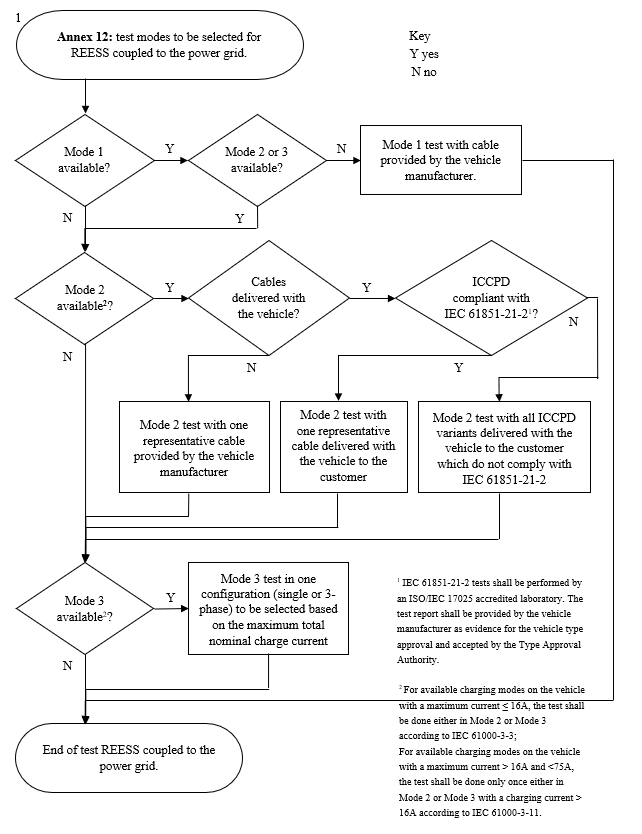 1
Annex 12: test modes to be selected for
REESS coupled to the power grid.
Key
Y yes
N no
Mode 1
available?
Y
Mode 2 or 3
available?
N
Mode 1 test with cable
provided by the vehicle
manufacturer.
N
Y
Mode 2
available²?
Y
Cables
delivered with
the vehicle?
Y
ICCPD
compliant with
IEC 61851-21-2¹?
N
N
N
Y
Mode 2 test with one
representative cable
provided by the vehicle
manufacturer
Mode 2 test with
one representative
cable delivered with
the vehicle to the
customer
Mode 2 test with all ICCPD
variants delivered with the
vehicle to the customer
which do not comply with
IEC 61851-21-2
Mode 3
available²?
Y
Mode 3 test in one
configuration (single or 3-
phase) to be selected based
on the maximum total
nominal charge current
N
¹ IEC 61851-21-2 tests shall be performed by
an ISO/IEC 17025 accredited laboratory. The
test report shall be provided by the vehicle
manufacturer as evidence for the vehicle type
approval and accepted by the Type Approval
Authority.
² For available charging modes on the vehicle
with a maximum current ≤ 16A, the test shall
be done either in Mode 2 or Mode 3
according to IEC 61000-3-3;
For available charging modes on the vehicle
with a maximum current > 16A and <75A,
the test shall be done only once either in
Mode 2 or Mode 3 with a charging current >
16A according to IEC 61000-3-11.
End of test REESS coupled to the
power grid.